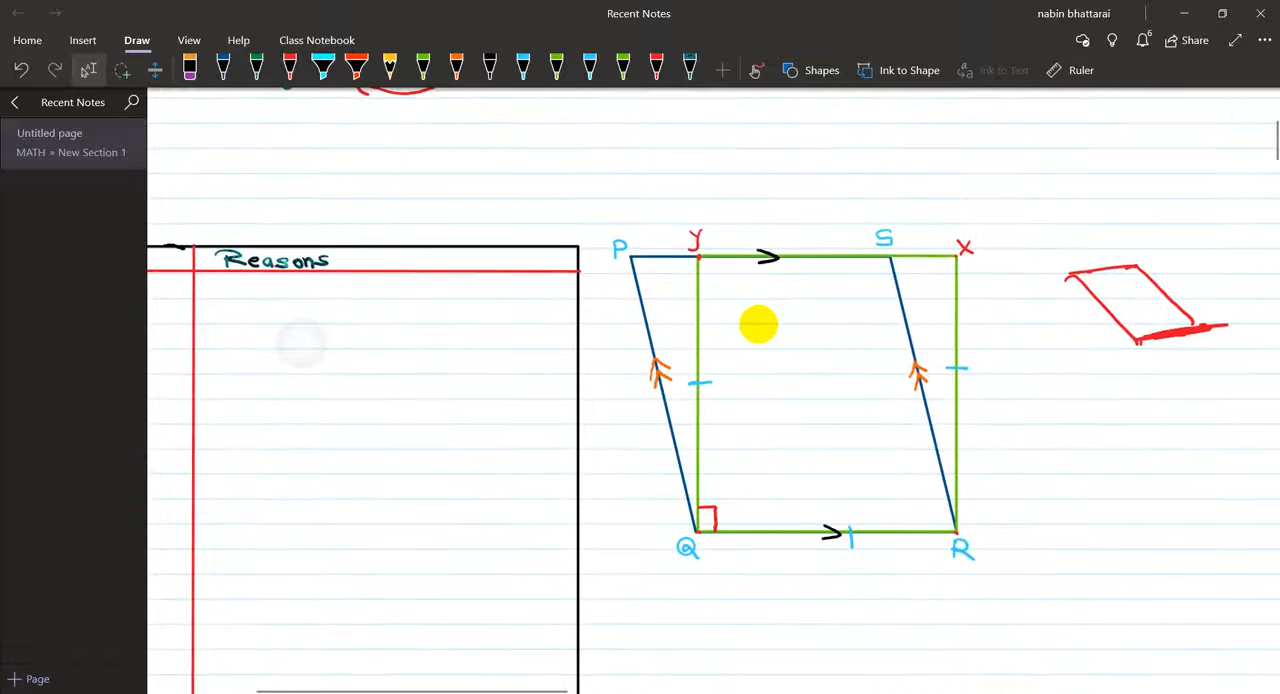 Recent Notes
nabin bhattarai
Home
Insert
Draw
View
Help
Class Notebook
6
Share
Shapes
Ink to Shape
Ink to Text
Ruler
Recent Notes
Untitled page
MATH » New Section 1
Reasons
P
y
S
X
Q
R
Page